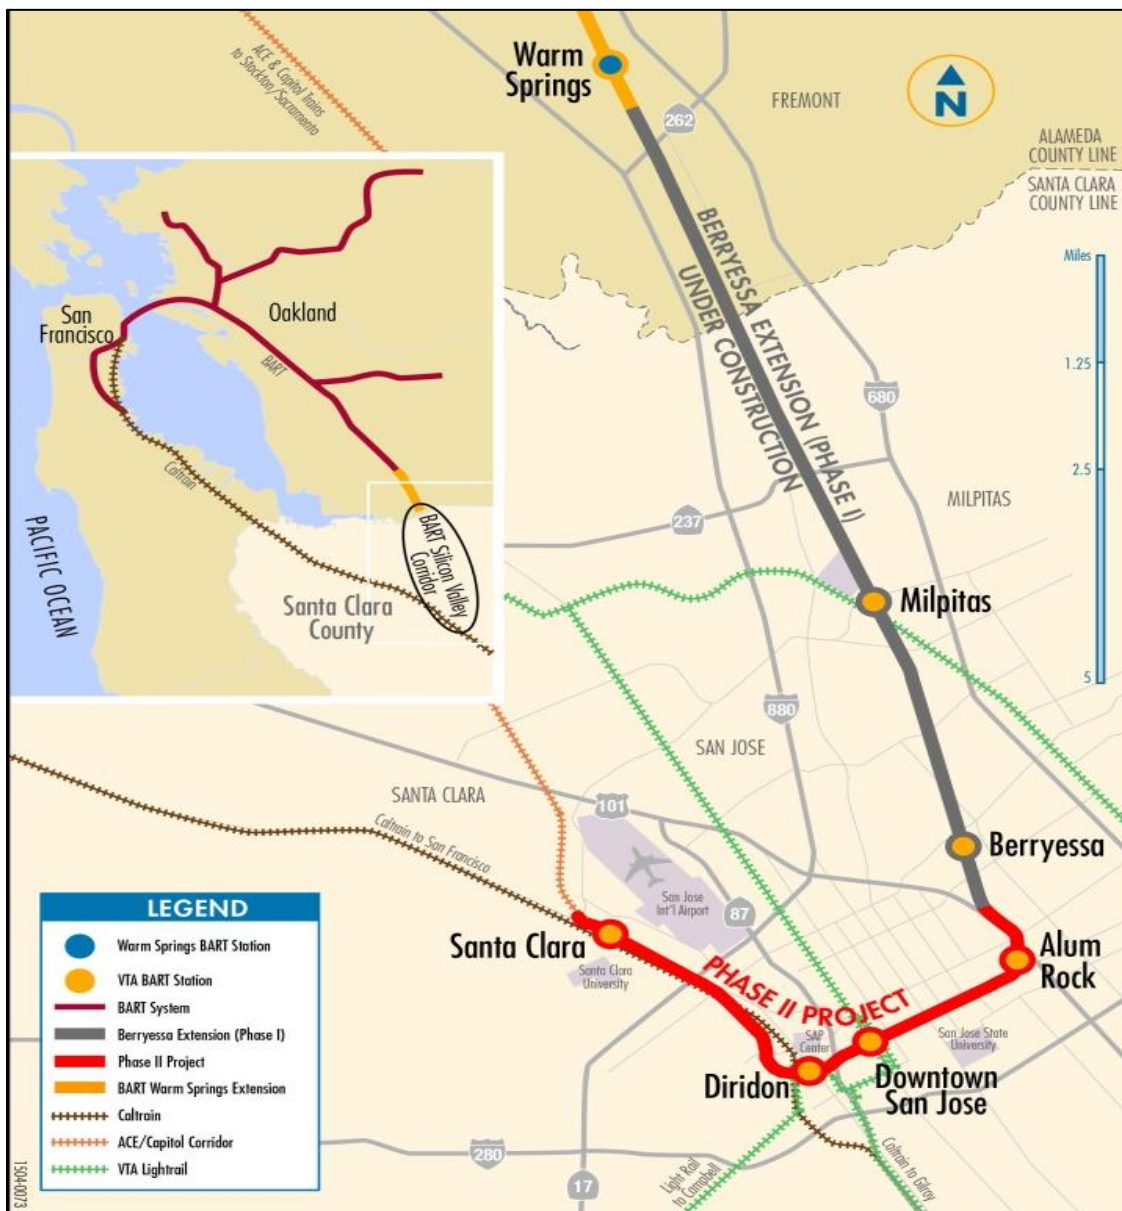 ACE & Capitol Trains
to Stockton/Sacramento
Warm
Springs
262
FREMONT
N
ALAMEDA
COUNTY LINE
SANTA CLARA
COUNTY LINE
BERRYESSA EXTENSION (PHASE I)
UNDER CONSTRUCTION
Miles
1.25
2.5
5
680
237
MILPITAS
Milpitas
880
SAN JOSE
San
Francisco
Oakland
BART
Caltrain
PACIFIC OCEAN
BART Silicon Valley
Corridor
Santa Clara
County
SANTA CLARA
101
Caltrain to San Francisco
Berryessa
San Jose
Int'l Airport
87
Santa Clara
Santa Clara
University
PHASE II PROJECT
Alum
Rock
SAP
Center
San Jose State
University
Diridon
Downtown
San Jose
280
17
Light Rail
to Campbell
Caltrain to Gilroy
LEGEND
Warm Springs BART Station
VTA BART Station
BART System
Berryessa Extension (Phase I)
Phase II Project
BART Warm Springs Extension
Caltrain
ACE/Capitol Corridor
VTA Lightrail
1504-0073